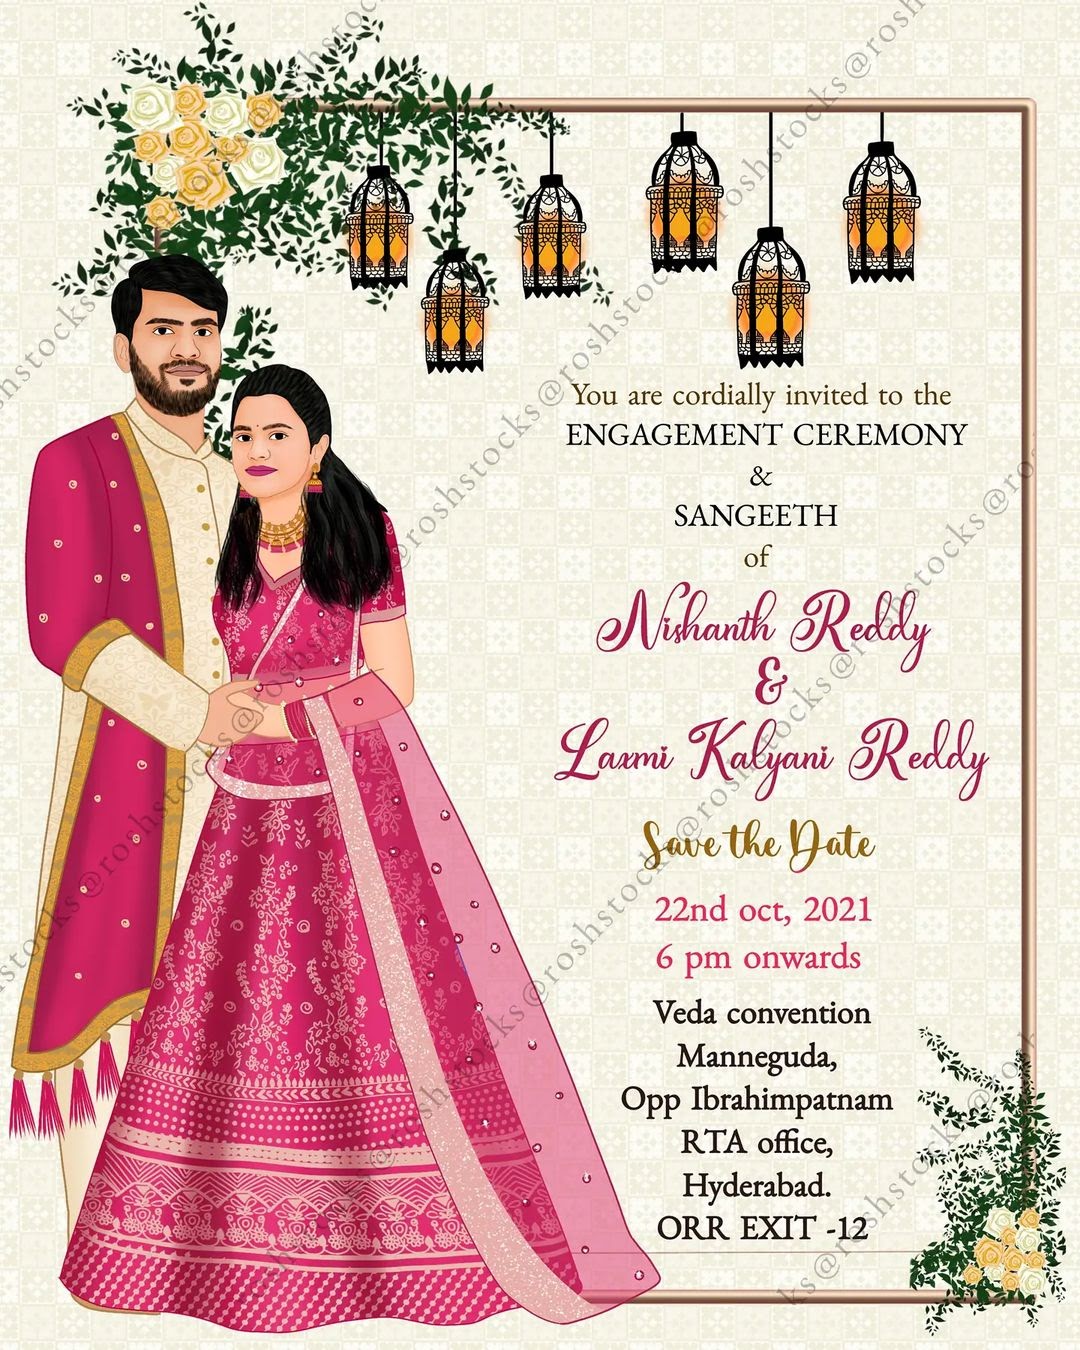 You are cordially invited to the
ENGAGEMENT CEREMONY
&
SANGEETH
of
Nishanth Reddy
&
Laxmi Kalyani Reddy
Save the Date
22nd oct, 2021
6 pm onwards
Veda convention
Manneguda,
Opp Ibrahimpatnam
RTA office,
Hyderabad.
ORR EXIT -12
@roshstocks